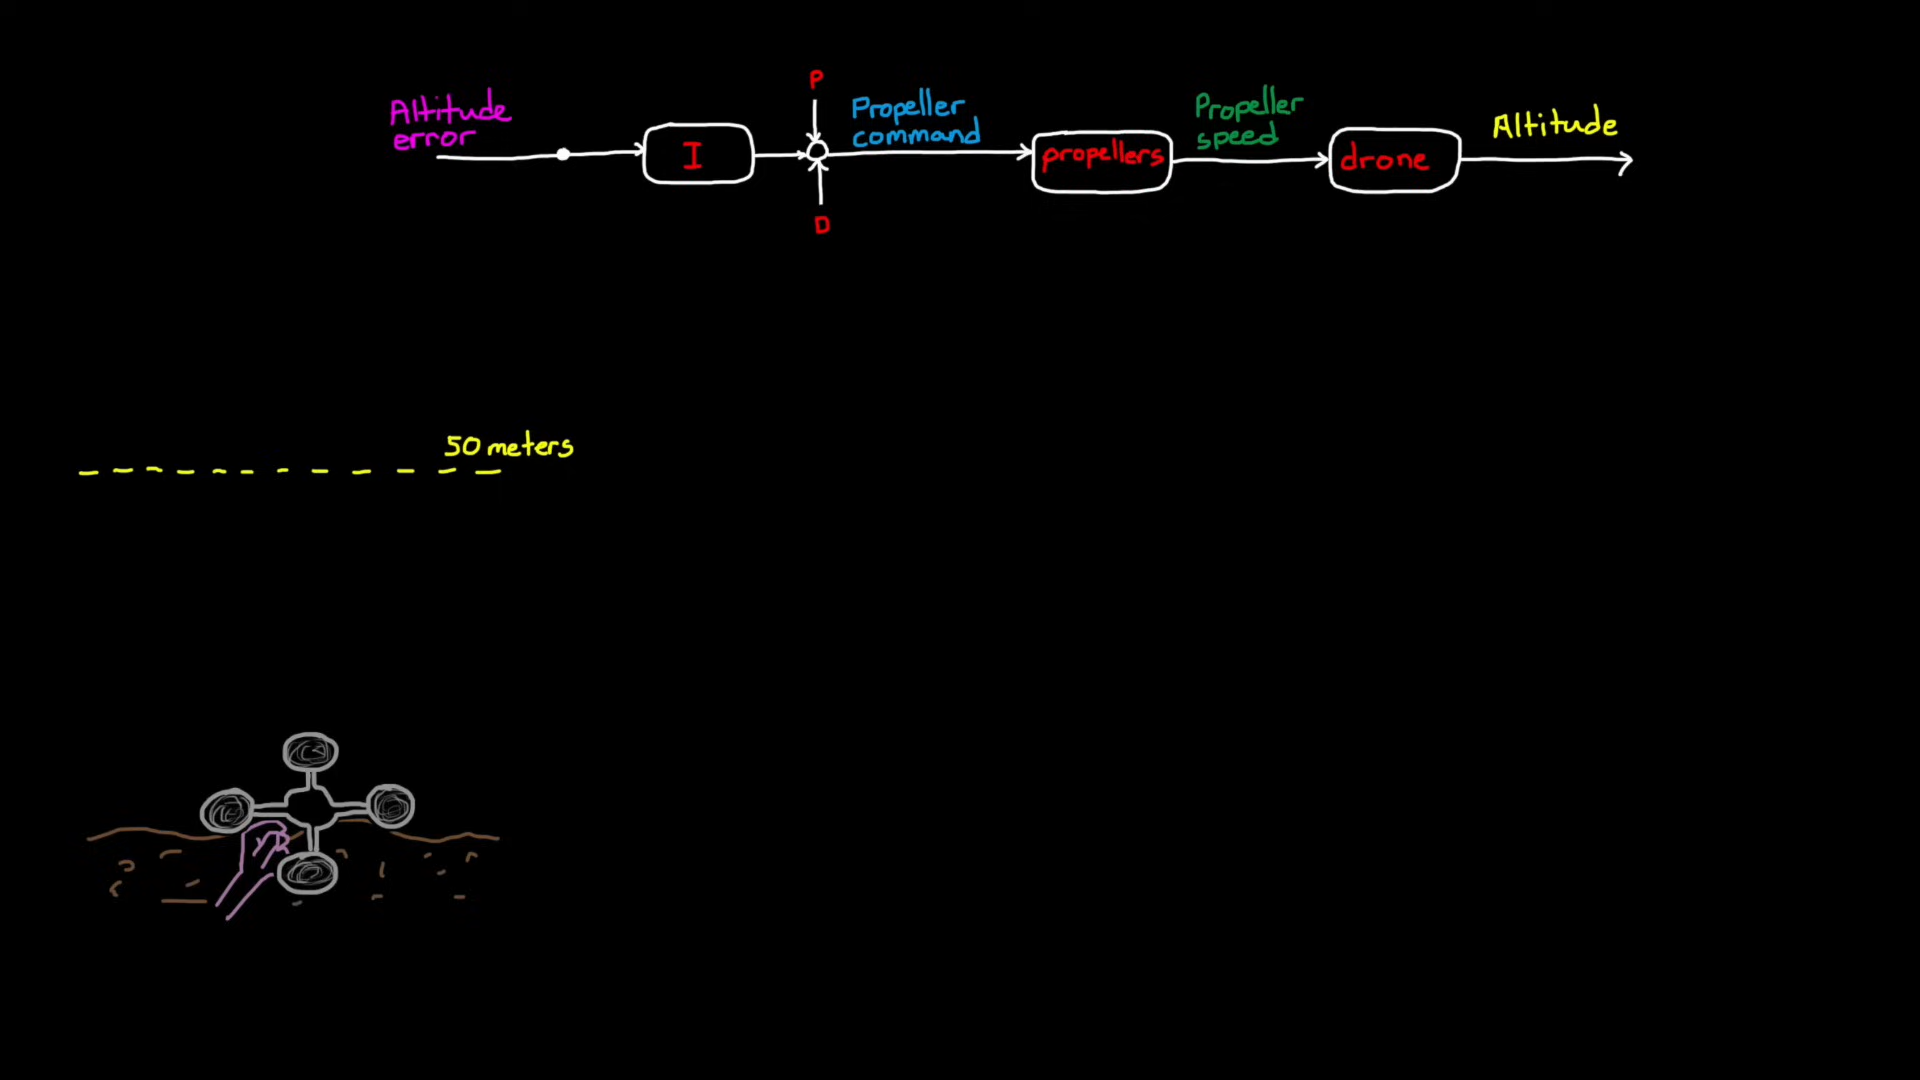 P
Altitude
error
I
Propeller
command
propellers
Propeller
speed
drone
Altitude
D
50 meters